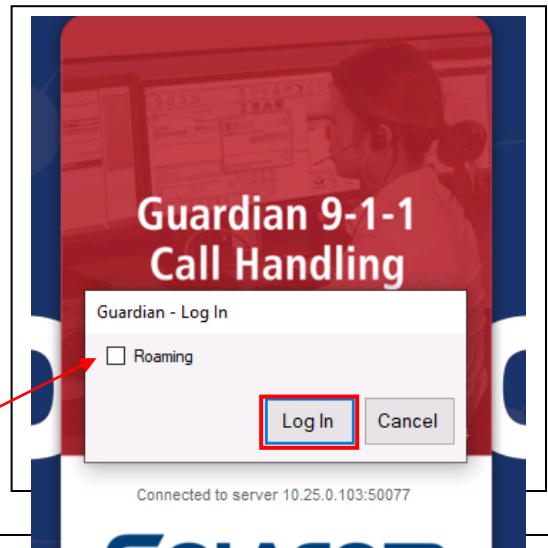 Guardian 9-1-1
Call Handling
Guardian - Log In
Roaming
Log In
Cancel
Connected to server 10.25.0.103:50077